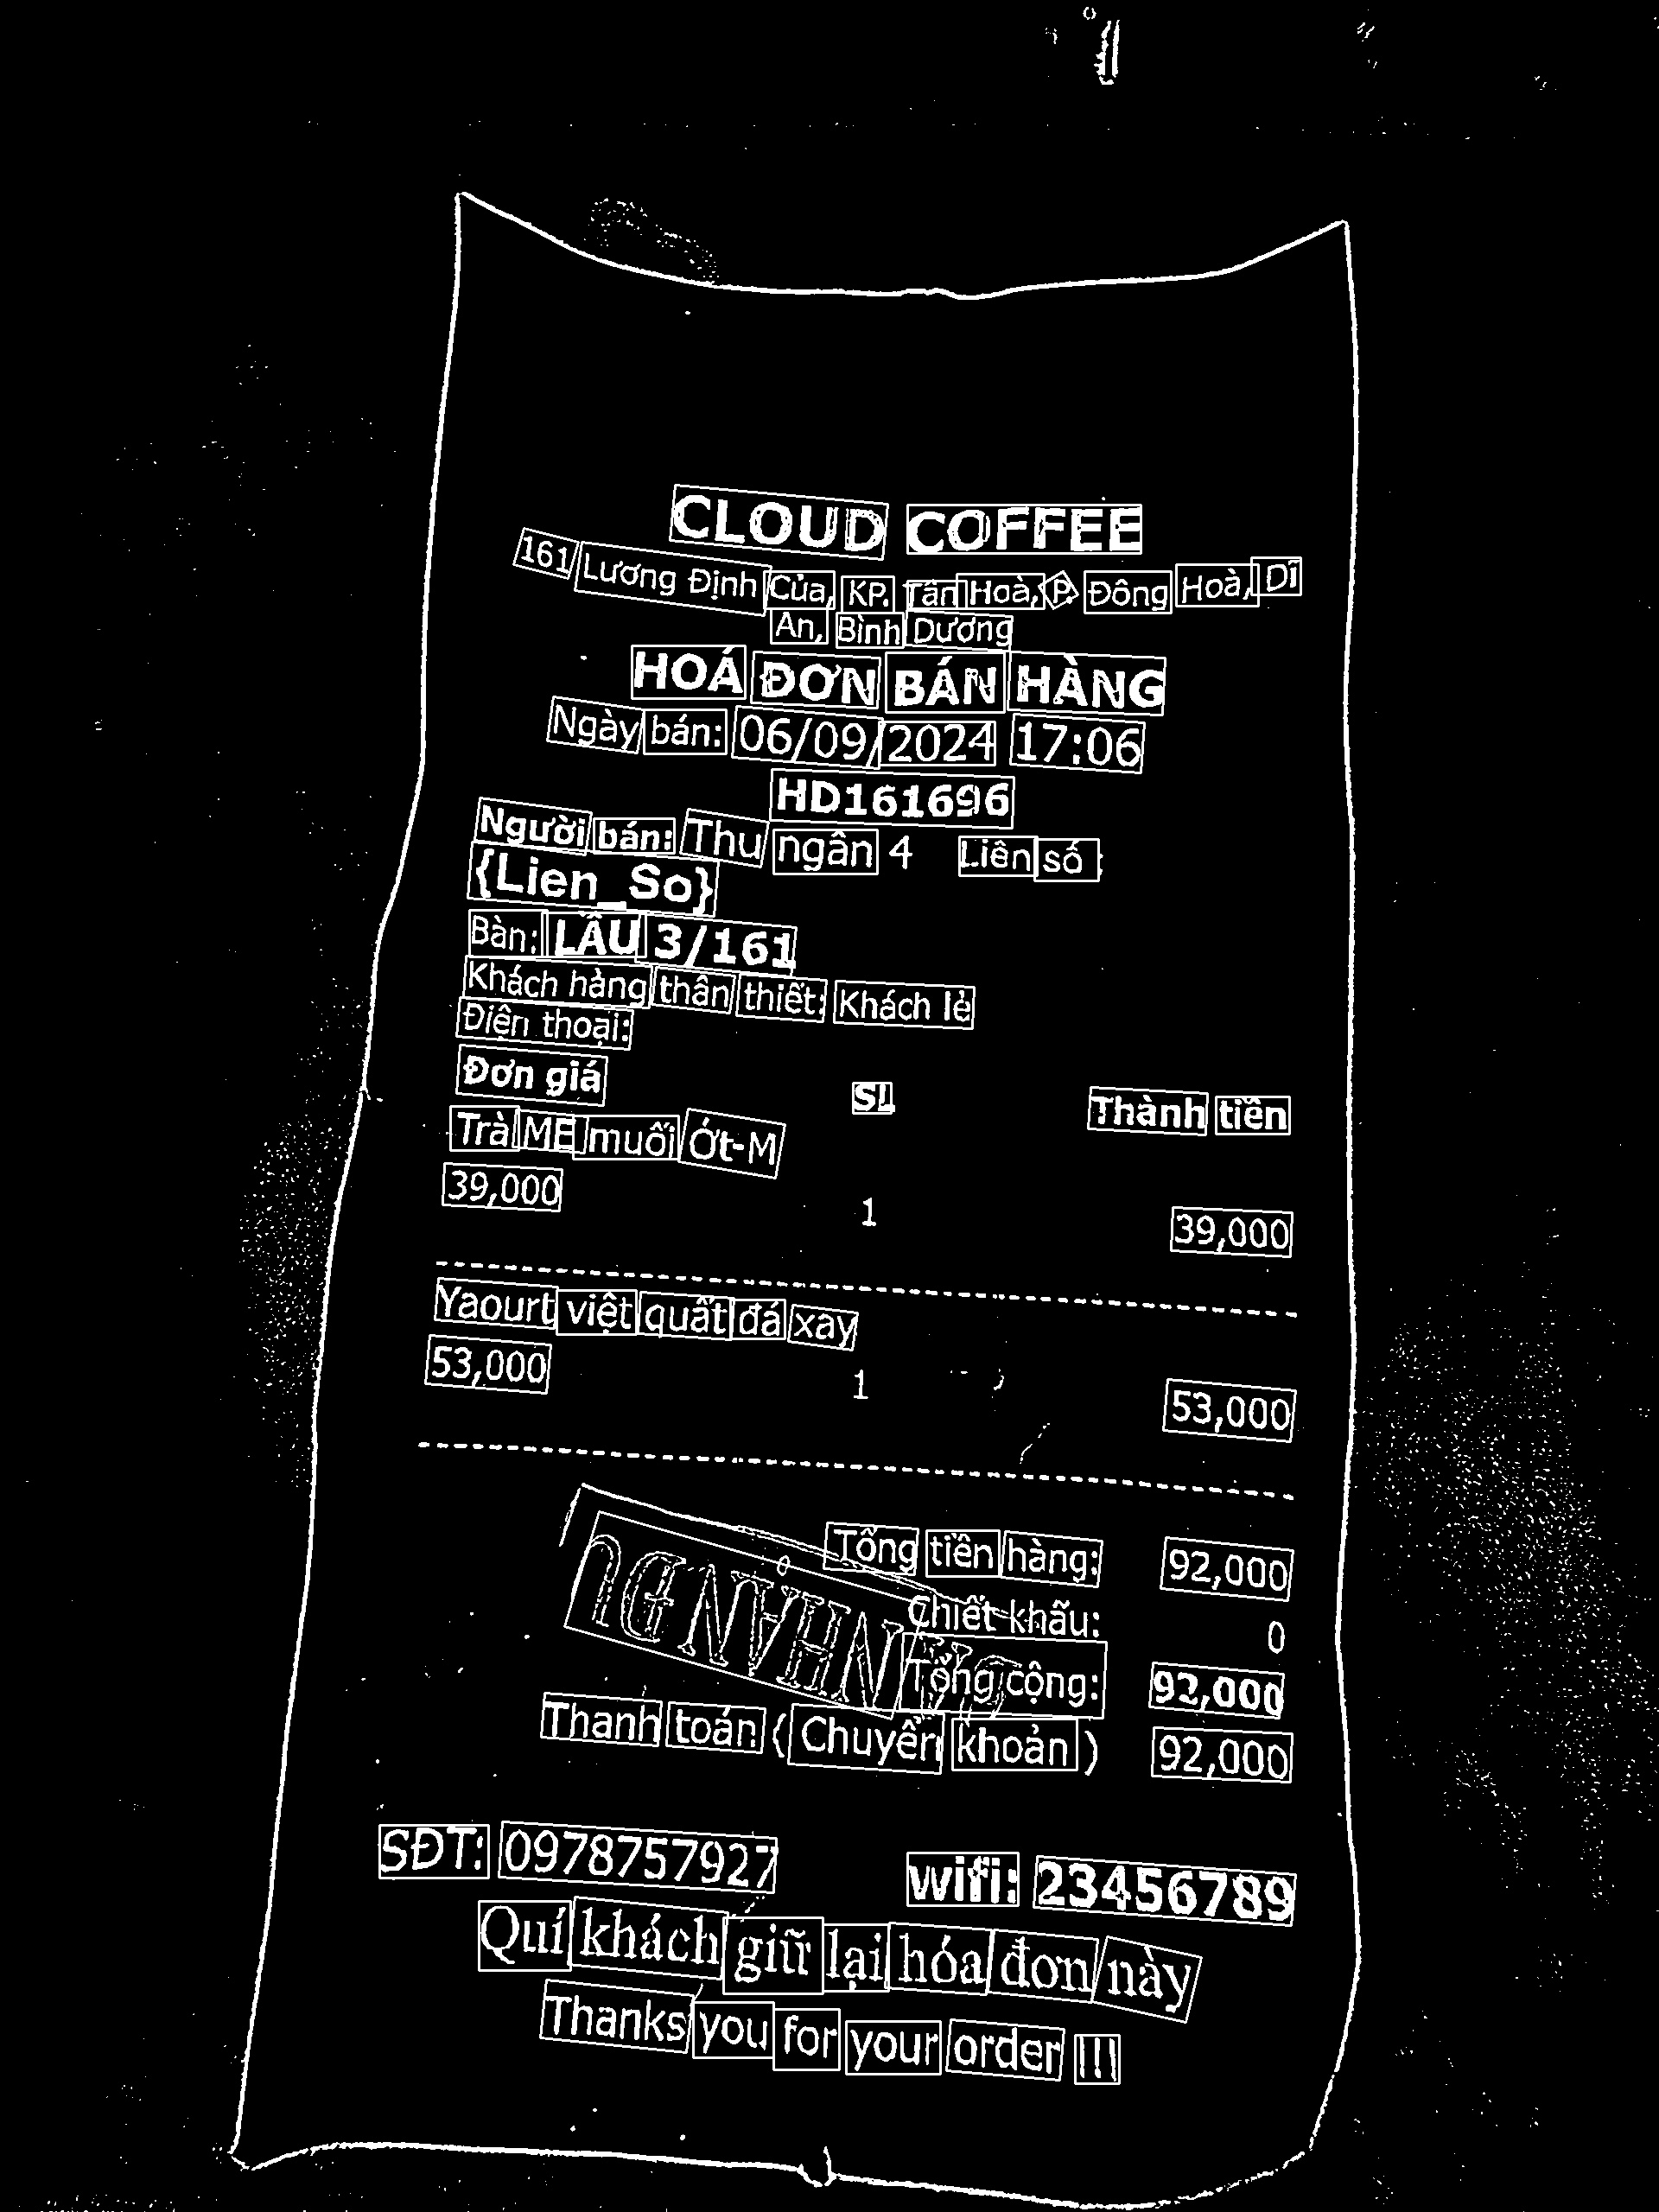 CLOUD COFFEE
161 Lương Định Của, KP. Tân Hoà, P. Đông Hoà, Dĩ
An, Bình Dương
HOÁ ĐƠN BÁN HÀNG
Ngày bán: 06/09/2024 17:06
HD161696
Người bán: Thu ngân 4 Liên số :
{Lien_So}
Bàn: LẦU 3/161
Khách hàng thân thiết: Khách lẻ
Điện thoại:
Đơn giá SL Thành tiền
Trà ME muối Ớt-M
39,000 1 39,000
Yaourt việt quất đá xay
53,000 1 53,000
Tổng tiền hàng: 92,000
Chiết khấu: 0
Tổng cộng: 92,000
Thanh toán ( Chuyển khoản ) 92,000
SĐT: 0978757927 wifi: 23456789
Quí khách giữ lại hóa đơn này
Thanks you for your order !!!